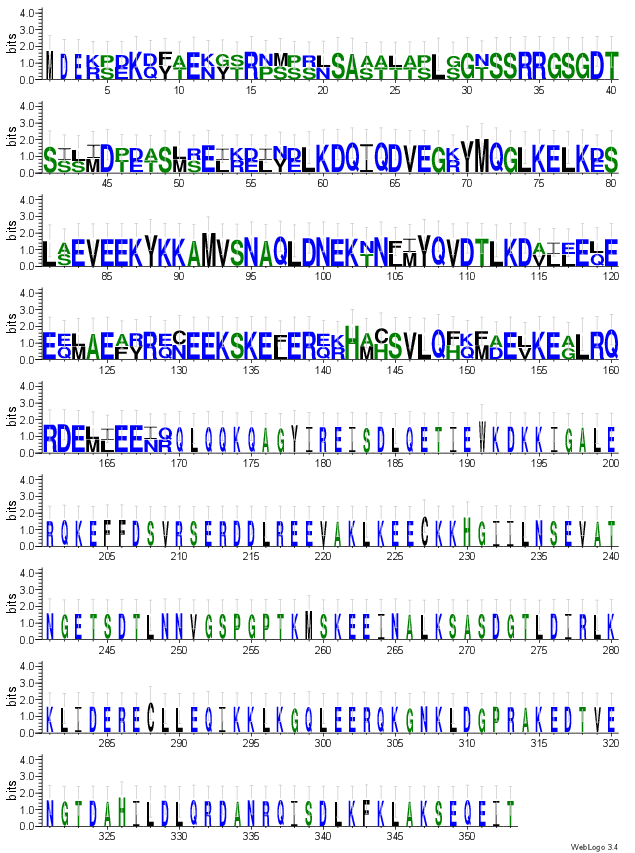 4.0
3.0
2.0
1.0
0.0
bits
MDEKPDKDFAEKGSRNMPRLSAAALAPLSGNSSRRGSGDT
5 10 15 20 25 30 35 40
4.0
3.0
2.0
1.0
0.0
bits
SILIDPDASLREIKDINDLKDQIQDVEGKYMQGLKELKDS
45 50 55 60 65 70 75 80
4.0
3.0
2.0
1.0
0.0
bits
LAEVEEKYKKAMVSNAQLDNEKNNFIYQVDTLKDAIEELE
85 90 95 100 105 110 115 120
4.0
3.0
2.0
1.0
0.0
bits
EELAEARRECEEKSKEFEREKHACSVLQFKFAELKEALRQ
125 130 135 140 145 150 155 160
4.0
3.0
2.0
1.0
0.0
bits
RDELIEEIQQLQQKQAGYIREISDLQETIEWKDKKIGALE
165 170 175 180 185 190 195 200
4.0
3.0
2.0
1.0
0.0
bits
RQKEFFDSVRSERDDLREEVAKLKEECKKHGIILNSEVAT
205 210 215 220 225 230 235 240
4.0
3.0
2.0
1.0
0.0
bits
NGETSDTLNNVGSPGPTKMSKEEINALKSASDGTLDIRLK
245 250 255 260 265 270 275 280
4.0
3.0
2.0
1.0
0.0
bits
KLIDERECLLEQIKKLKGQLEERQKGNKLDGPRAKEDTVE
285 290 295 300 305 310 315 320
4.0
3.0
2.0
1.0
0.0
bits
NGTDAHILDLQRDANRQISDLKFKLAKSEQEIT
325 330 335 340 345 350
WebLogo 3.4